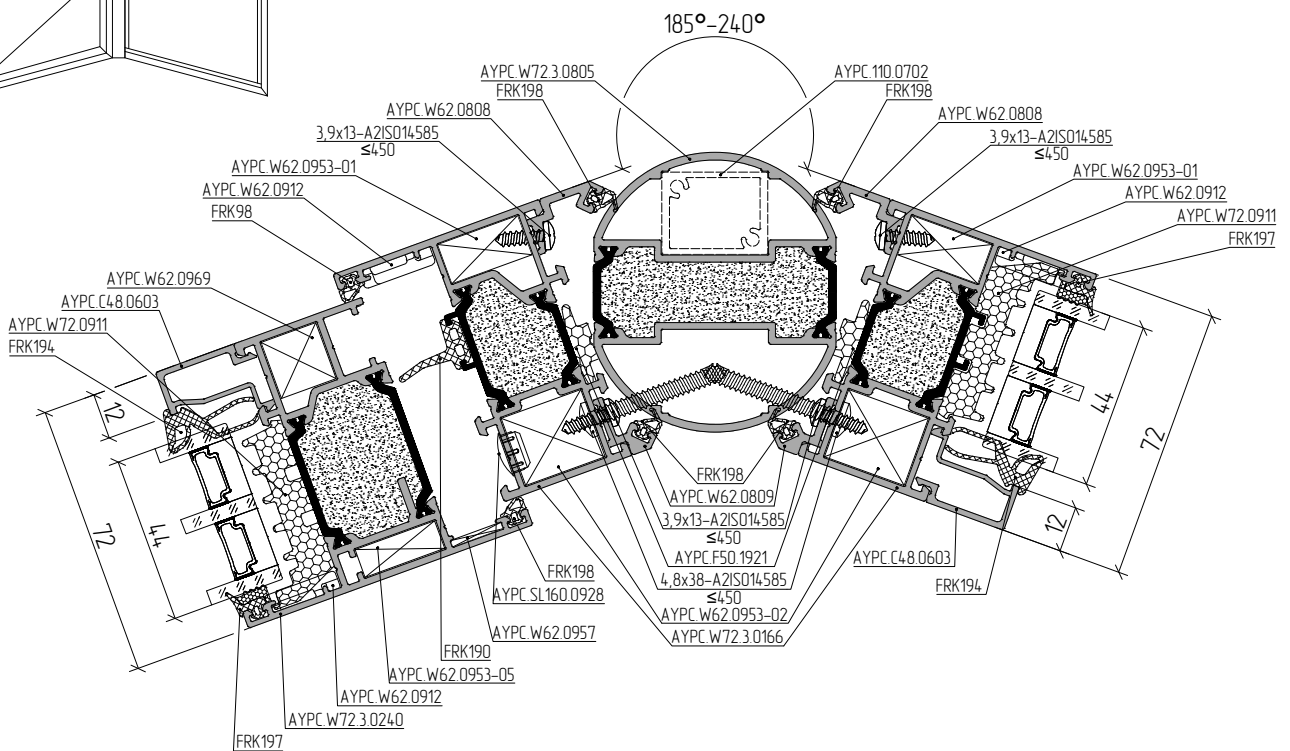 185°-240°
AYPC.W72.3.0805
FRK198
AYPC.W62.0808
3,9x13-A2ISO14585
≤450
AYPC.W62.0953-01
AYPC.W62.0912
FRK98
AYPC.W62.0969
AYPC.C48.0603
AYPC.W72.0911
FRK194
AYPC.110.0702
FRK198
AYPC.W62.0808
3,9x13-A2ISO14585
≤450
AYPC.W62.0953-01
AYPC.W62.0912
AYPC.W72.0911
FRK197
12
44
72
44
72
12
FRK198
AYPC.W62.0809
3,9x13-A2ISO14585
≤450
AYPC.F50.1921
4,8x38-A2ISO14585
≤450
AYPC.W62.0953-02
AYPC.W72.3.0166
AYPC.C48.0603
FRK194
FRK198
AYPC.SL160.0928
AYPC.W62.0957
FRK190
AYPC.W62.0953-05
AYPC.W62.0912
AYPC.W72.3.0240
FRK197